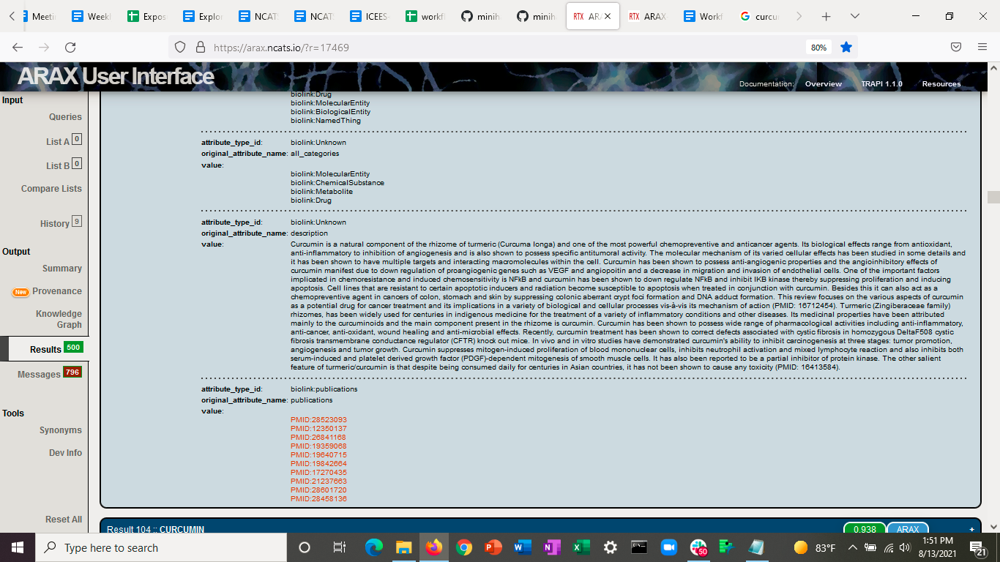 Meetin
Weekl
Expos
Explor
NCATS
NCATS
ICEES-
workfl
miniha
miniha
RTX ARA
RTX ARAX
Workf
curcu
https://arax.ncats.io/?r=17469
80%
ARAX User Interface
Documentation: Overview TRAPI 1.1.0 Resources
Input
Queries
List A 0
List B 0
Compare Lists
History 9
Output
Summary
New Provenance
Knowledge
Graph
Results 500
Messages 796
Tools
Synonyms
Dev Info
Reset All
biolink:Drug
biolink:MolecularEntity
biolink:BiologicalEntity
biolink:NamedThing
attribute_type_id: biolink:Unknown
original_attribute_name: all_categories
value:
biolink:MolecularEntity
biolink:ChemicalSubstance
biolink:Metabolite
biolink:Drug
attribute_type_id: biolink:Unknown
original_attribute_name: description
value: Curcumin is a natural component of the rhizome of turmeric (Curcuma longa) and one of the most powerful chemopreventive and anticancer agents. Its biological effects range from antioxidant,
anti-inflammatory to inhibition of angiogenesis and is also shown to possess specific antitumoral activity. The molecular mechanism of its varied cellular effects has been studied in some details and
it has been shown to have multiple targets and interacting macromolecules within the cell. Curcumin has been shown to possess anti-angiogenic properties and the angioinhibitory effects of
curcumin manifest due to down regulation of proangiogenic genes such as VEGF and angiopoitin and a decrease in migration and invasion of endothelial cells. One of the important factors
implicated in chemoresistance and induced chemosensitivity is NFkB and curcumin has been shown to down regulate NFkB and inhibit IKB kinase thereby suppressing proliferation and inducing
apoptosis. Cell lines that are resistant to certain apoptotic inducers and radiation become susceptible to apoptosis when treated in conjunction with curcumin. Besides this it can also act as a
chemopreventive agent in cancers of colon, stomach and skin by suppressing colonic aberrant crypt foci formation and DNA adduct formation. This review focuses on the various aspects of curcumin
as a potential drug for cancer treatment and its implications in a variety of biological and cellular processes vis-à-vis its mechanism of action (PMID: 16712454). Turmeric (Zingiberaceae family)
rhizomes, has been widely used for centuries in indigenous medicine for the treatment of a variety of inflammatory conditions and other diseases. Its medicinal properties have been attributed
mainly to the curcuminoids and the main component present in the rhizome is curcumin. Curcumin has been shown to possess wide range of pharmacological activities including anti-inflammatory,
anti-cancer, anti-oxidant, wound healing and anti-microbial effects. Recently, curcumin treatment has been shown to correct defects associated with cystic fibrosis in homozygous DeltaF508 cystic
fibrosis transmembrane conductance regulator (CFTR) knock out mice. In vivo and in vitro studies have demonstrated curcumin's ability to inhibit carcinogenesis at three stages: tumor promotion,
angiogenesis and tumor growth. Curcumin suppresses mitogen-induced proliferation of blood mononuclear cells, inhibits neutrophil activation and mixed lymphocyte reaction and also inhibits both
serum-induced and platelet derived growth factor (PDGF)-dependent mitogenesis of smooth muscle cells. It has also been reported to be a partial inhibitor of protein kinase. The other salient
feature of turmeric/curcumin is that despite being consumed daily for centuries in Asian countries, it has not been shown to cause any toxicity (PMID: 16413584).
attribute_type_id: biolink:publications
original_attribute_name: publications
value:
PMID:28523093
PMID:12350137
PMID:26841168
PMID:19359068
PMID:19640715
PMID:19842664
PMID:17270435
PMID:21237663
PMID:28601720
PMID:28458136
Result 104 :: CURCUMIN 0.938 ARAX +
Type here to search
50
83°F
1:51 PM
8/13/2021
21